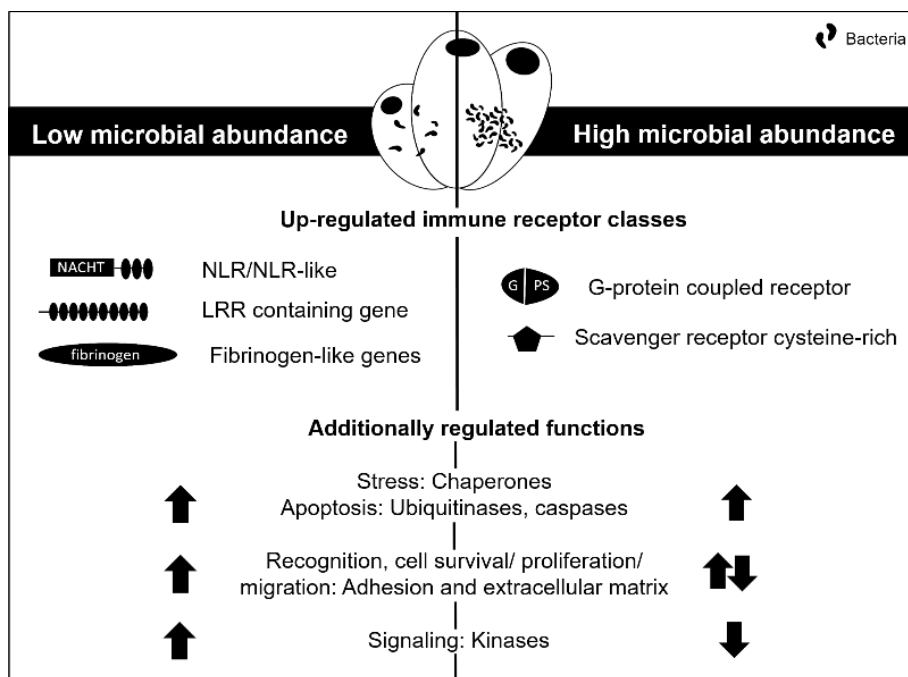 Bacteria
Low microbial abundance
High microbial abundance
Up-regulated immune receptor classes
NACHT
NLR/NLR-like
LRR containing gene
fibrinogen
Fibrinogen-like genes
G PS
G-protein coupled receptor
Scavenger receptor cysteine-rich
Additionally regulated functions
Stress: Chaperones
Apoptosis: Ubiquitinases, caspases
Recognition, cell survival/ proliferation/
migration: Adhesion and extracellular matrix
Signaling: Kinases